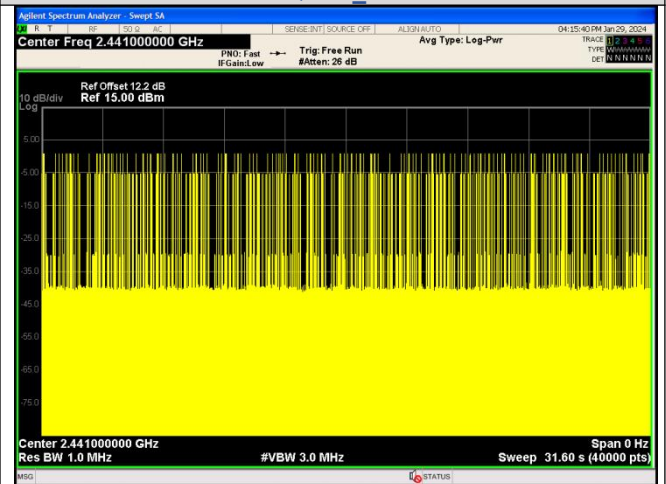 Agilent Spectrum Analyzer - Swept SA
R T RF 50 Ω AC SENSE:INT SOURCE OFF ALIGN AUTO 04:15:40 PM Jan 29, 2024
Center Freq 2.441000000 GHz Avg Type: Log-Pwr TRACE 1 2 3 4 5 6
PNO: Fast Trig: Free Run TYPE
IFGain:Low #Atten: 26 dB DET N N N N N N
Ref Offset 12.2 dB
10 dB/div Ref 15.00 dBm
Log
5.00
-5.00
-15.0
-25.0
-35.0
-45.0
-55.0
-65.0
-75.0
Center 2.441000000 GHz Span 0 Hz
Res BW 1.0 MHz #VBW 3.0 MHz Sweep 31.60 s (40000 pts)
MSG STATUS